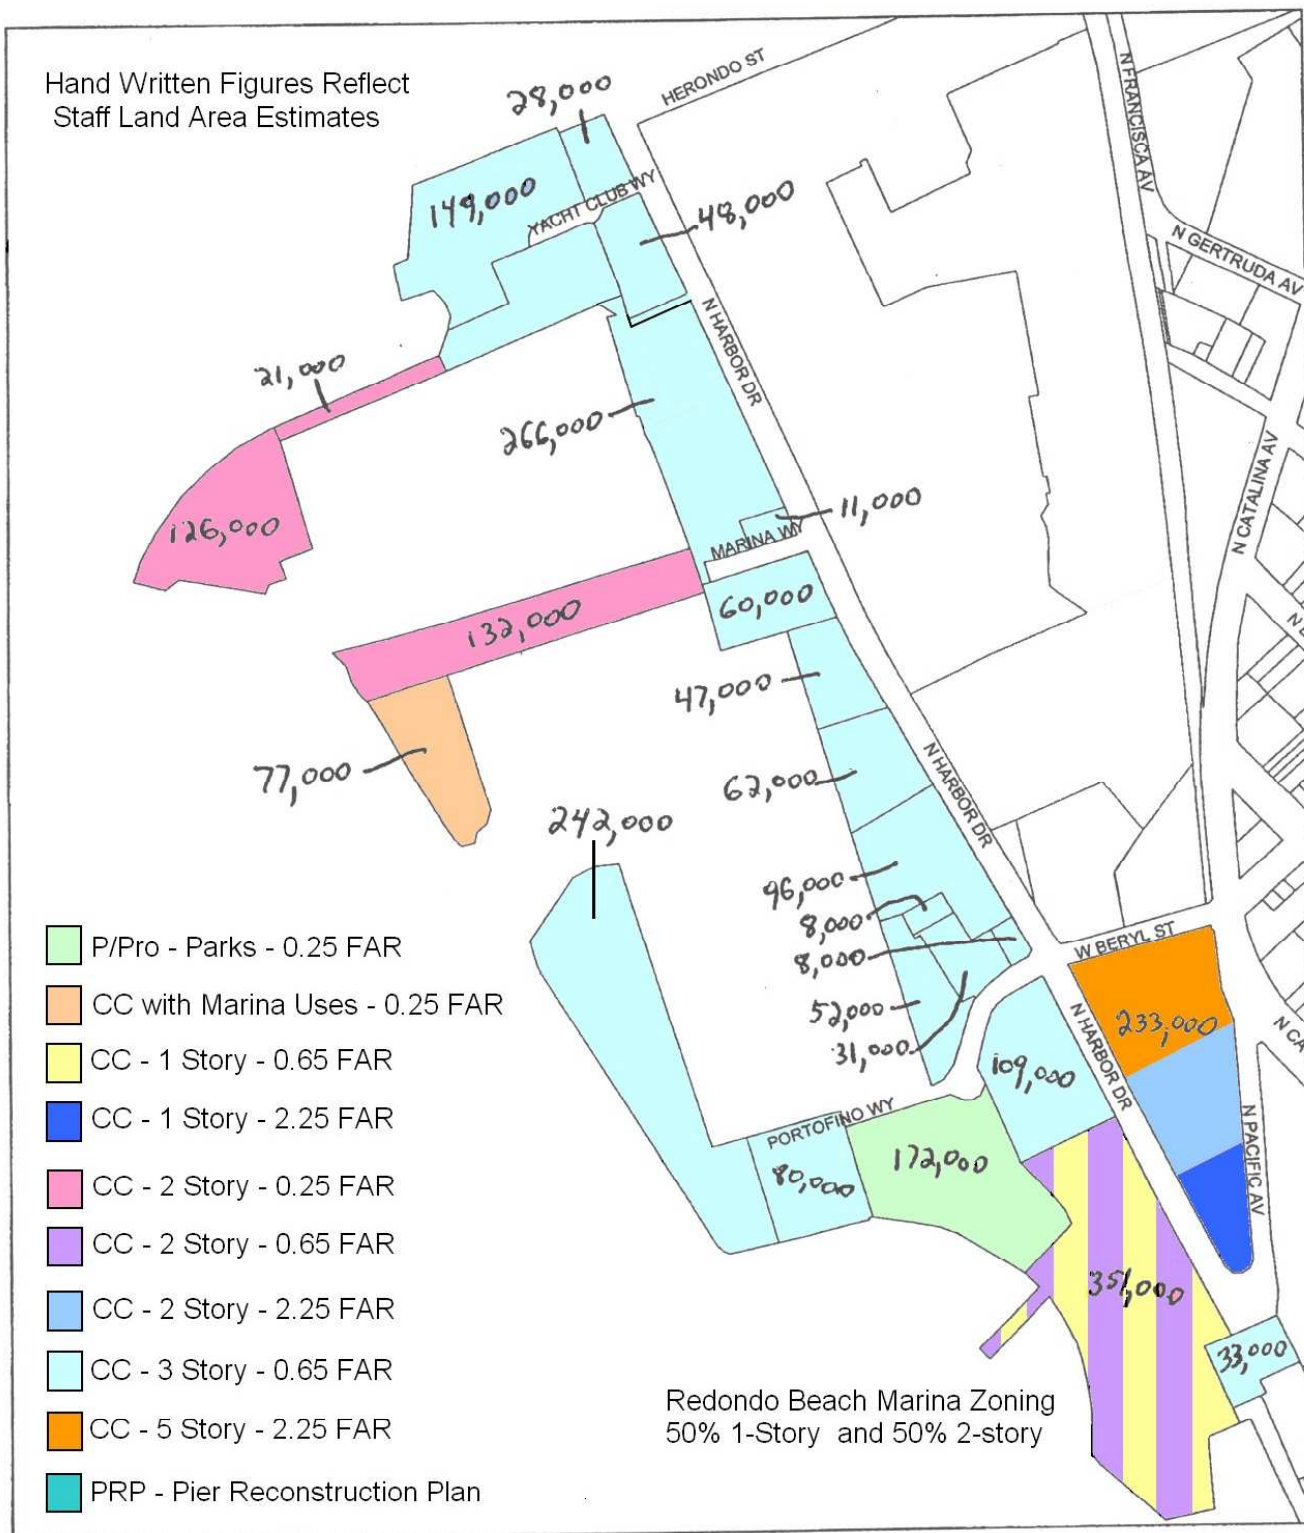 Hand Written Figures Reflect
Staff Land Area Estimates
28,000
HERONDO ST
N FRANCISCA AV
149,000
YACHT CLUB WY
48,000
N GERTRUDA AV
N HARBOR DR
21,000
266,000
N CATALINA AV
126,000
11,000
MARINA WY
60,000
132,000
47,000
N HARBOR DR
77,000
62,000
242,000
96,000
8,000
8,000
W BERYL ST
52,000
31,000
233,000
N CA
109,000
N HARBOR DR
PORTOFINO WY
N PACIFIC AV
172,000
80,000
351,000
33,000
P/Pro - Parks - 0.25 FAR
CC with Marina Uses - 0.25 FAR
CC - 1 Story - 0.65 FAR
CC - 1 Story - 2.25 FAR
CC - 2 Story - 0.25 FAR
CC - 2 Story - 0.65 FAR
CC - 2 Story - 2.25 FAR
CC - 3 Story - 0.65 FAR
CC - 5 Story - 2.25 FAR
PRP - Pier Reconstruction Plan
Redondo Beach Marina Zoning
50% 1-Story and 50% 2-story